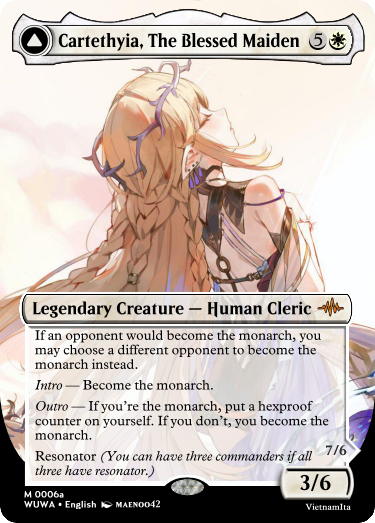 Cartethyia, The Blessed Maiden 5
Legendary Creature — Human Cleric
If an opponent would become the monarch, you
may choose a different opponent to become the
monarch instead.
Intro — Become the monarch.
Outro — If you're the monarch, put a hexproof
counter on yourself. If you don't, you become the
monarch.
7/6
Resonator (You can have three commanders if all
three have resonator.)
3/6
M 0006a
WUWA • English MAENOO42
VietnamIta